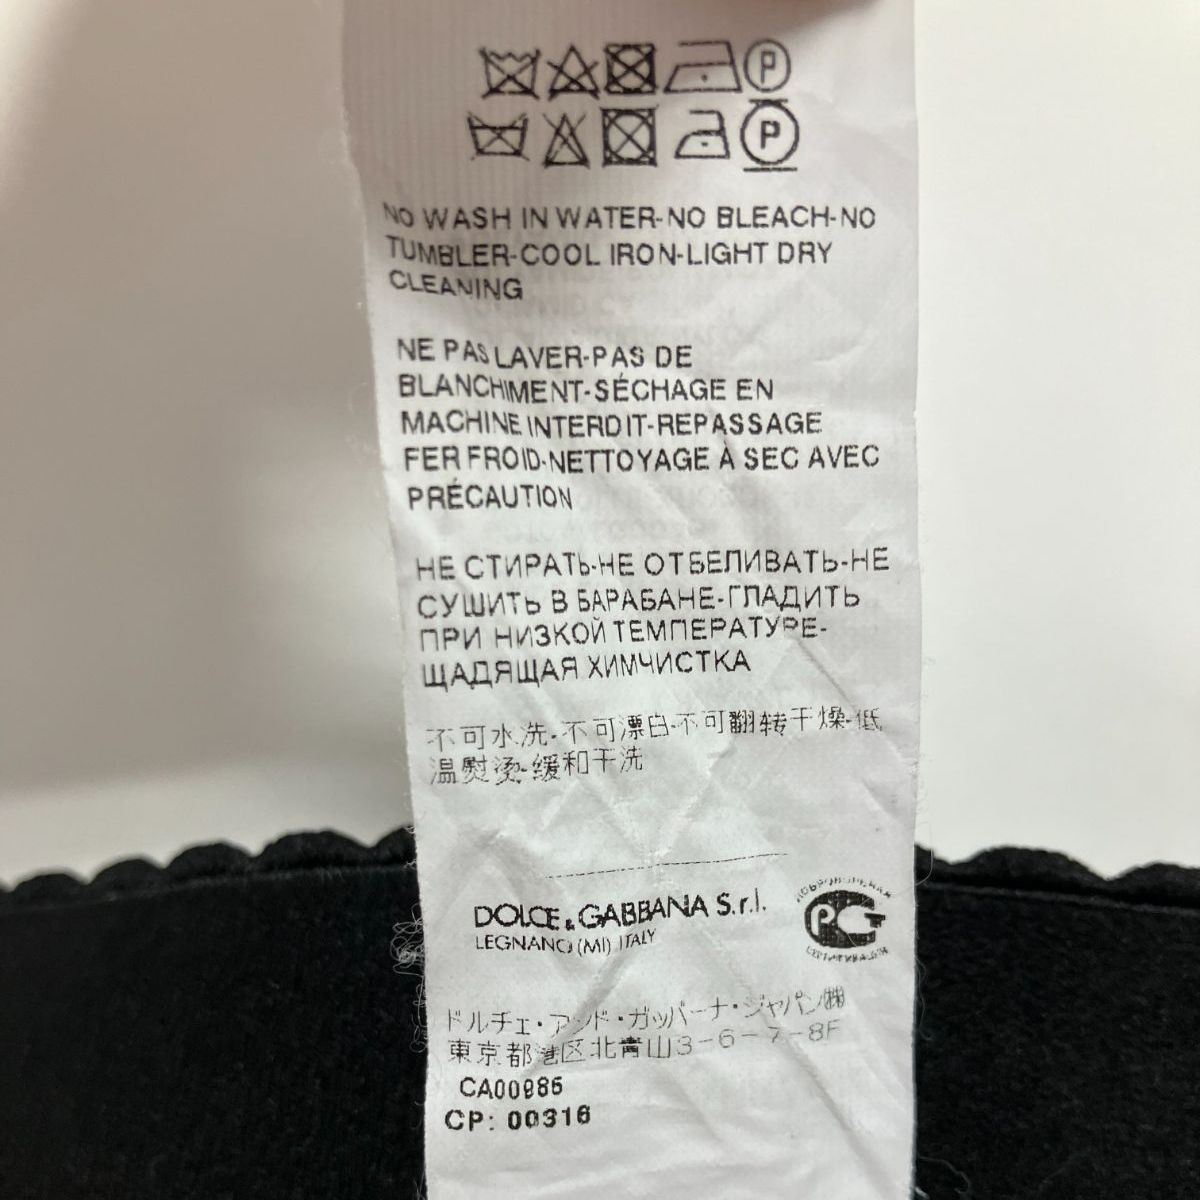 P
P
NO WASH IN WATER-NO BLEACH-NO
TUMBLER-COOL IRON-LIGHT DRY
CLEANING
NE PAS LAVER-PAS DE
BLANCHIMENT-SÉCHAGE EN
MACHINE INTERDIT-REPASSAGE
FER FROID-NETTOYAGE À SEC AVEC
PRÉCAUTION
НЕ СТИРАТЬ-НЕ ОТБЕЛИВАТЬ-НЕ
СУШИТЬ В БАРАБАНЕ-ГЛАДИТЬ
ПРИ НИЗКОЙ ТЕМПЕРАТУРЕ-
ЩАДЯЩАЯ ХИМЧИСТКА
不可水洗-不可漂白-不可翻转干燥-低
温熨烫-缓和干洗
DOLCE & GABBANA S.r.l.
LEGNANO (MI) ITALY
ДОБРОВОЛЬНАЯ
СЕРТИФИКАЦИЯ
ドルチェ・アンド・ガッバーナ・ジャパン㈱
東京都港区北青山3-6-7-8F
CA00986
CP: 00316